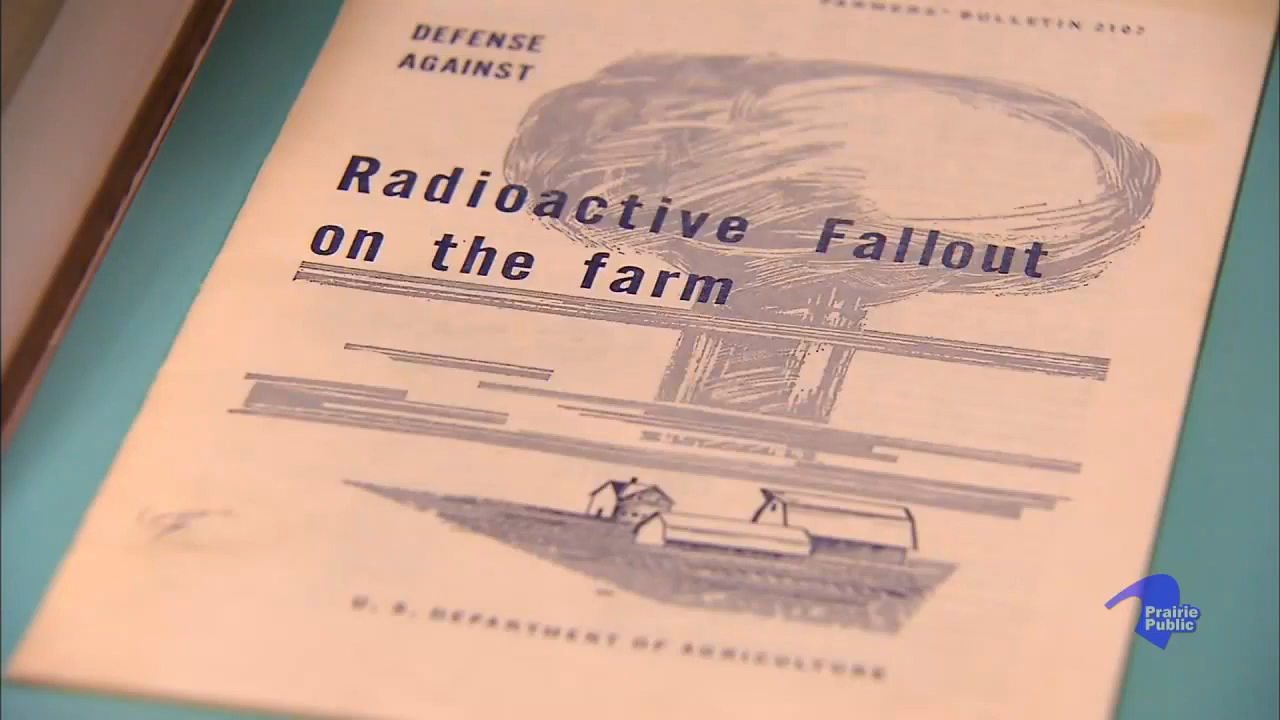 FARMERS' BULLETIN 2107
DEFENSE
AGAINST
Radioactive Fallout
on the farm
U. S. DEPARTMENT OF AGRICULTURE
Prairie
Public